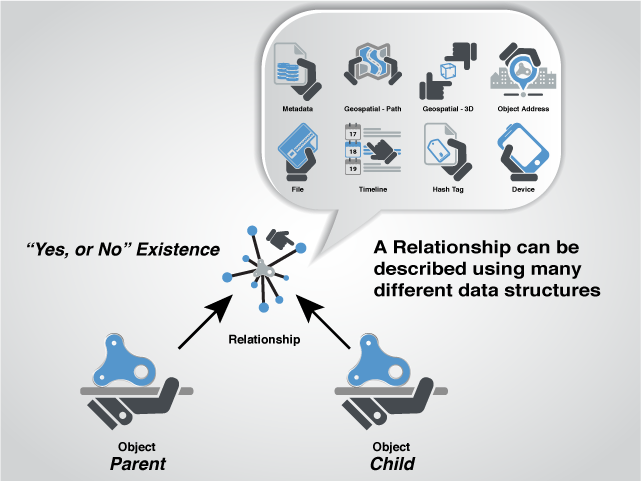 Metadata
Geospatial - Path
Geospatial - 3D
Object Address
17
18
19
File
Timeline
Hash Tag
Device
“Yes, or No” Existence
A Relationship can be
described using many
different data structures
Relationship
Object
Parent
Object
Child